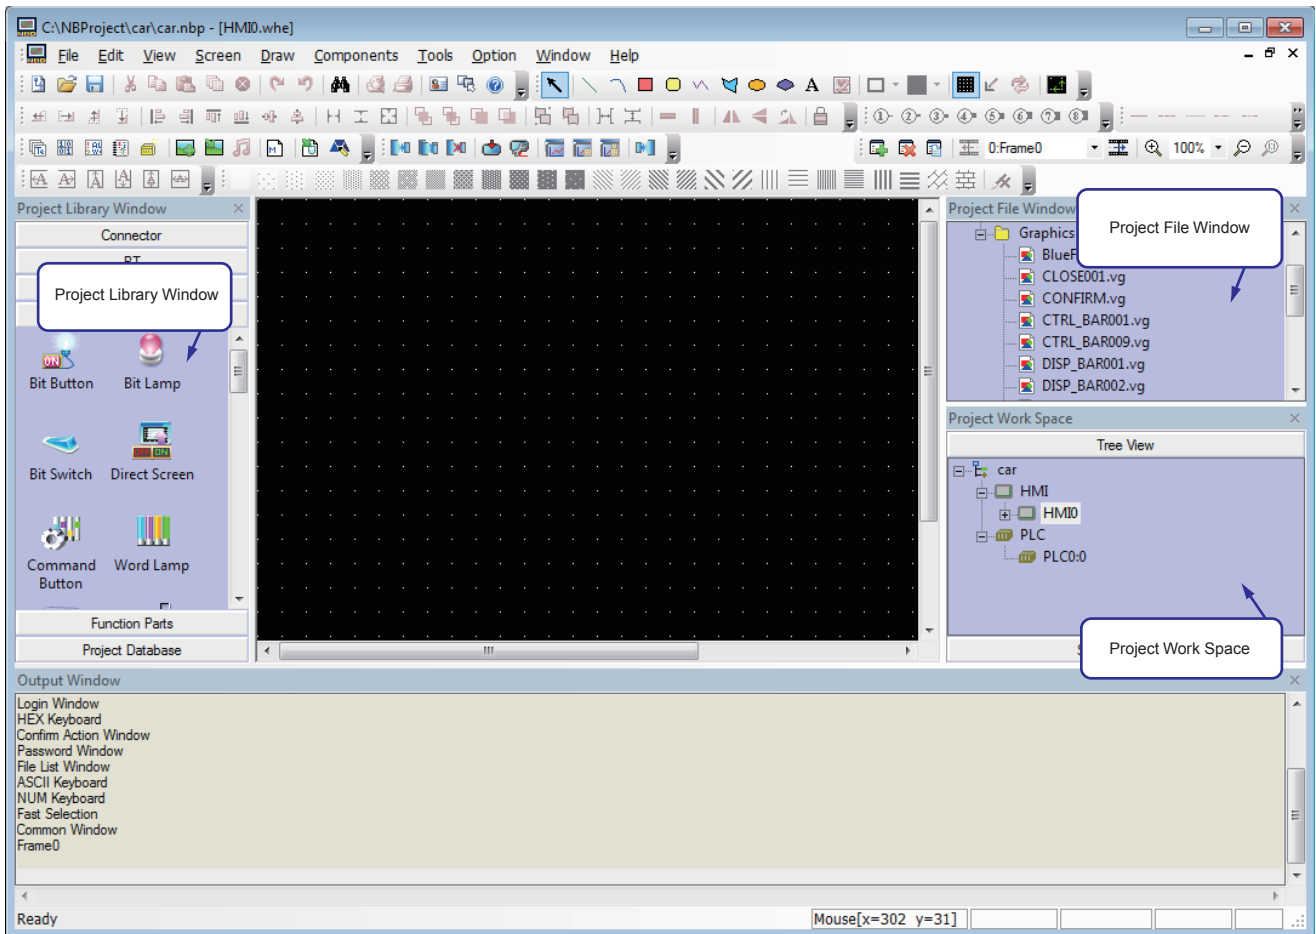 C:\NBProject\car\car.nbp - [HMI0.whe]
File Edit View Screen Draw Components Tools Option Window Help
A
0:Frame0
100%
Project Library Window
Connector
Project Library Window
Bit Button Bit Lamp
Bit Switch Direct Screen
Command Button Word Lamp
Function Parts
Project Database
Project File Window
Project File Window
Graphics
CLOSE001.vg
CONFIRM.vg
CTRL_BAR001.vg
CTRL_BAR009.vg
DISP_BAR001.vg
DISP_BAR002.vg
Project Work Space
Tree View
car
HMI
HMI0
PLC
PLC0:0
Project Work Space
Output Window
Login Window
HEX Keyboard
Confirm Action Window
Password Window
File List Window
ASCII Keyboard
NUM Keyboard
Fast Selection
Common Window
Frame0
Ready
Mouse[x=302 y=31]